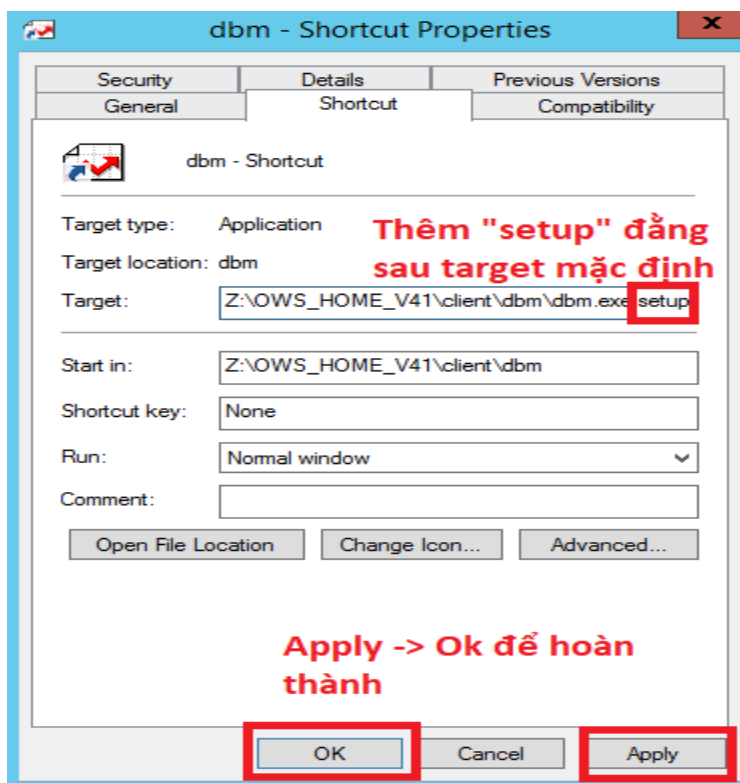 dbm - Shortcut Properties
x
Security Details Previous Versions
General Shortcut Compatibility
dbm - Shortcut
Target type: Application
Thêm "setup" đằng
sau target mặc định
Target location: dbm
Target: Z:\OWS_HOME_V41\client\dbm\dbm.exe setup
Start in: Z:\OWS_HOME_V41\client\dbm
Shortcut key: None
Run: Normal window
Comment:
Open File Location Change Icon... Advanced...
Apply -> Ok để hoàn
thành
OK Cancel Apply